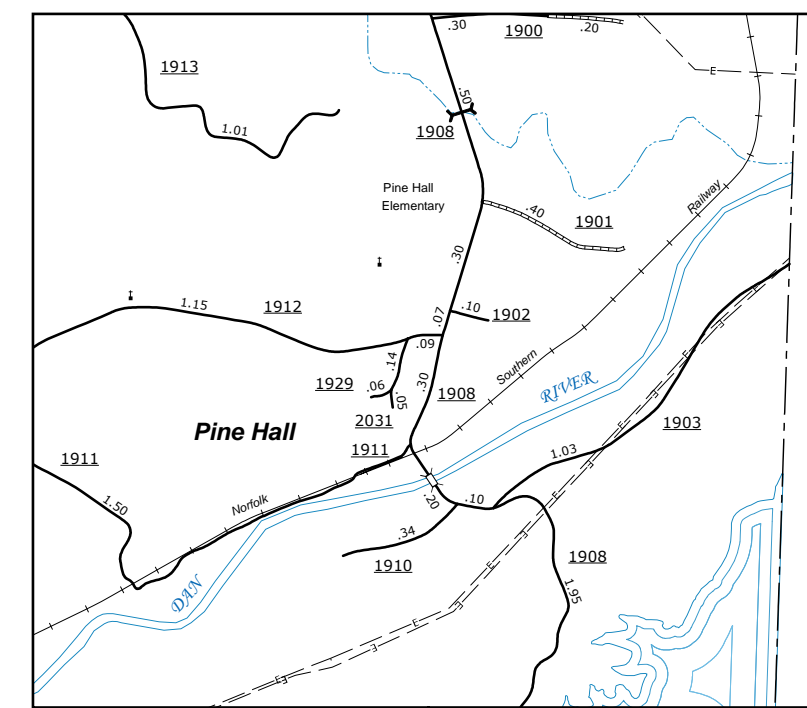 .30
1900
.20
1913
E
.50
1.01
1908
Pine Hall
Elementary
Railway
.40
1901
.30
1.15
1912
.10
.07
1902
.09
.14
Southern
1929
.06
.05
.30
1908
RIVER
2031
Pine Hall
1911
1903
1911
1.03
1.50
Norfolk
.20
.10
.34
1910
1908
DAN
1.95
E
E
E
E
E
E